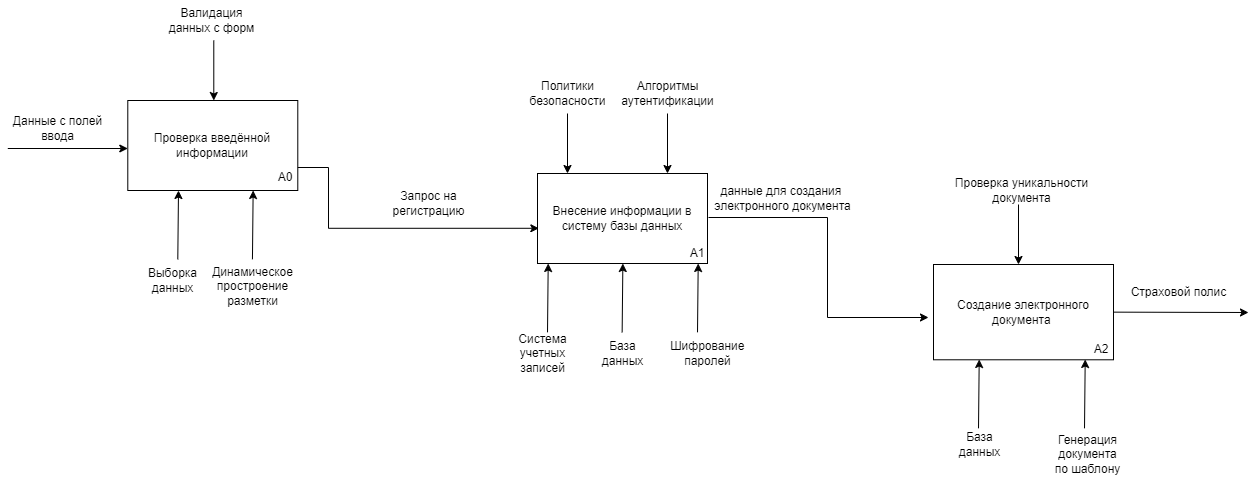 Валидация
данных с форм
Данные с полей
ввода
Проверка введённой
информации
A0
Выборка
данных
Динамическое
простроение
разметки
Запрос на
регистрацию
Политики
безопасности
Алгоритмы
аутентификации
Внесение информации в
систему базы данных
A1
Система
учетных
записей
База
данных
Шифрование
паролей
данные для создания
электронного документа
Проверка уникальности
документа
Создание электронного
документа
A2
Страховой полис
База
данных
Генерация
документа
по шаблону